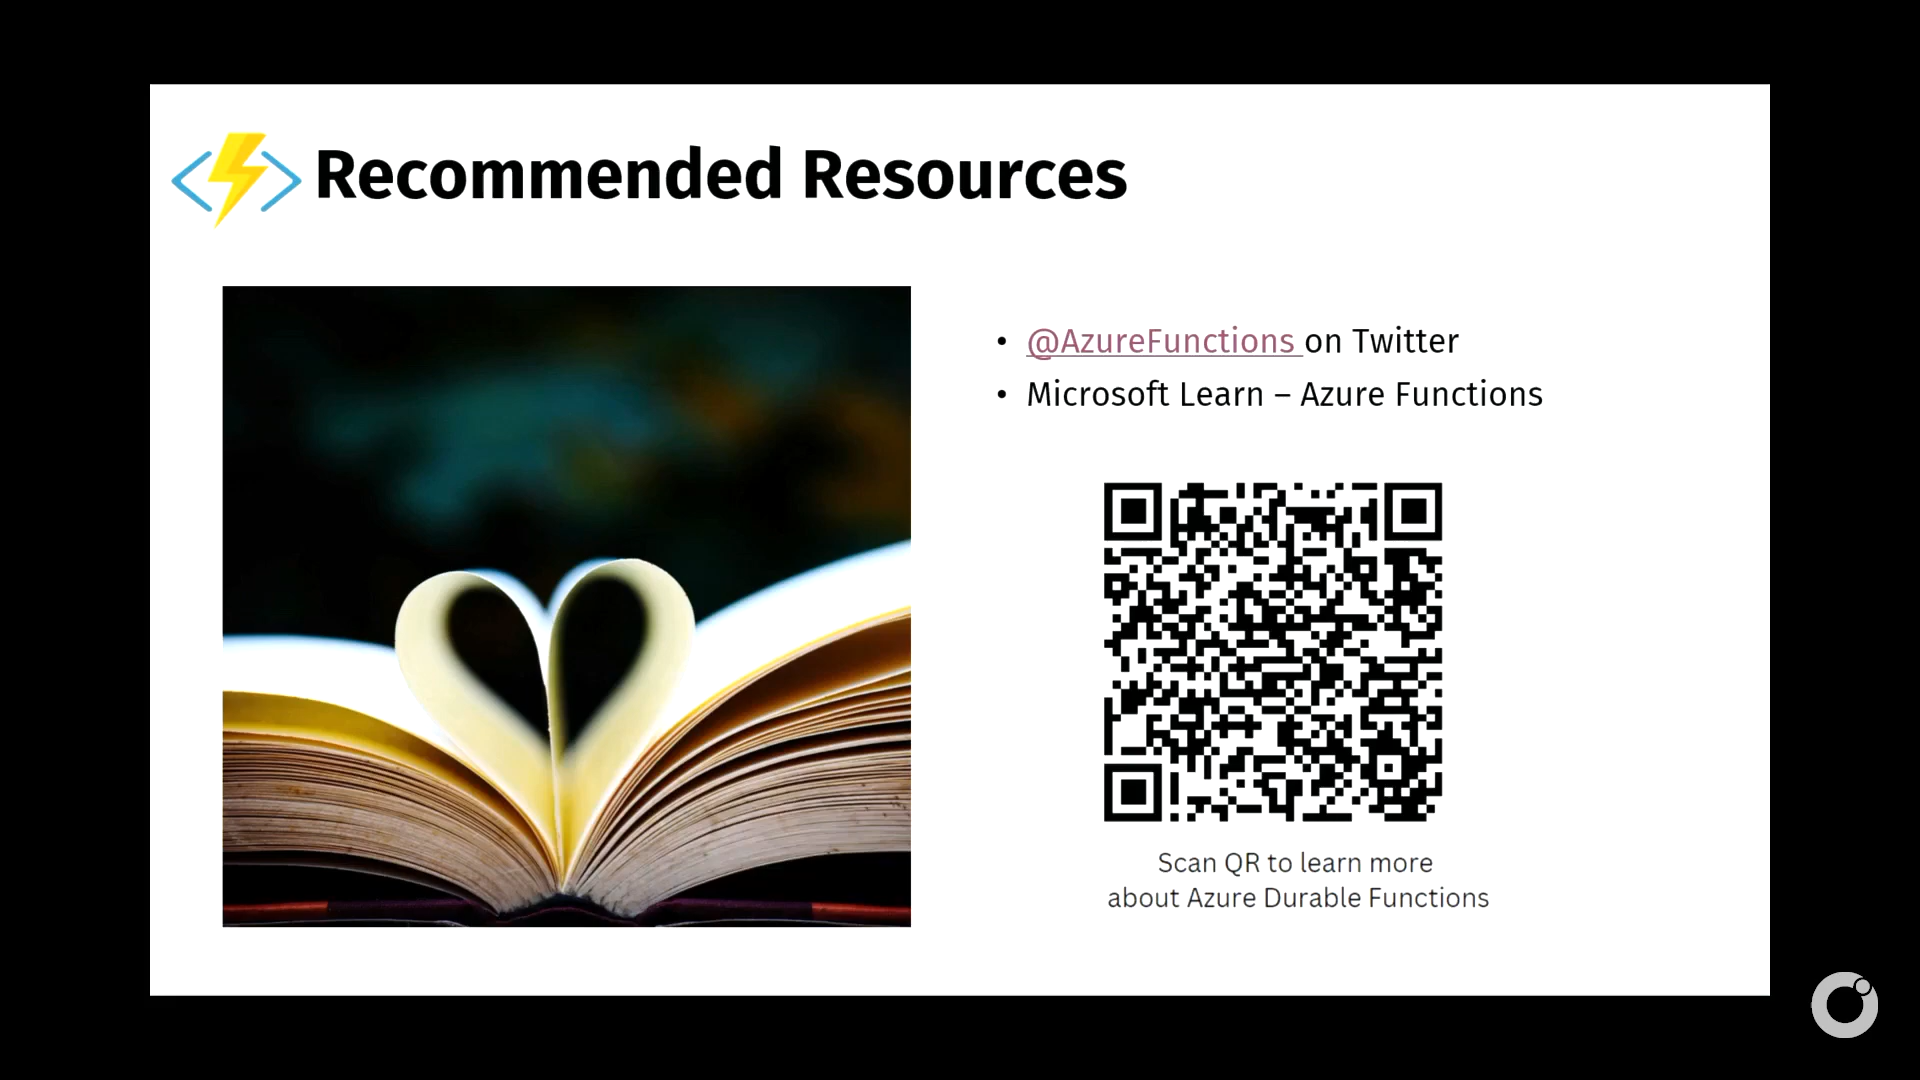 Recommended Resources
• @AzureFunctions on Twitter
• Microsoft Learn – Azure Functions
Scan QR to learn more
about Azure Durable Functions